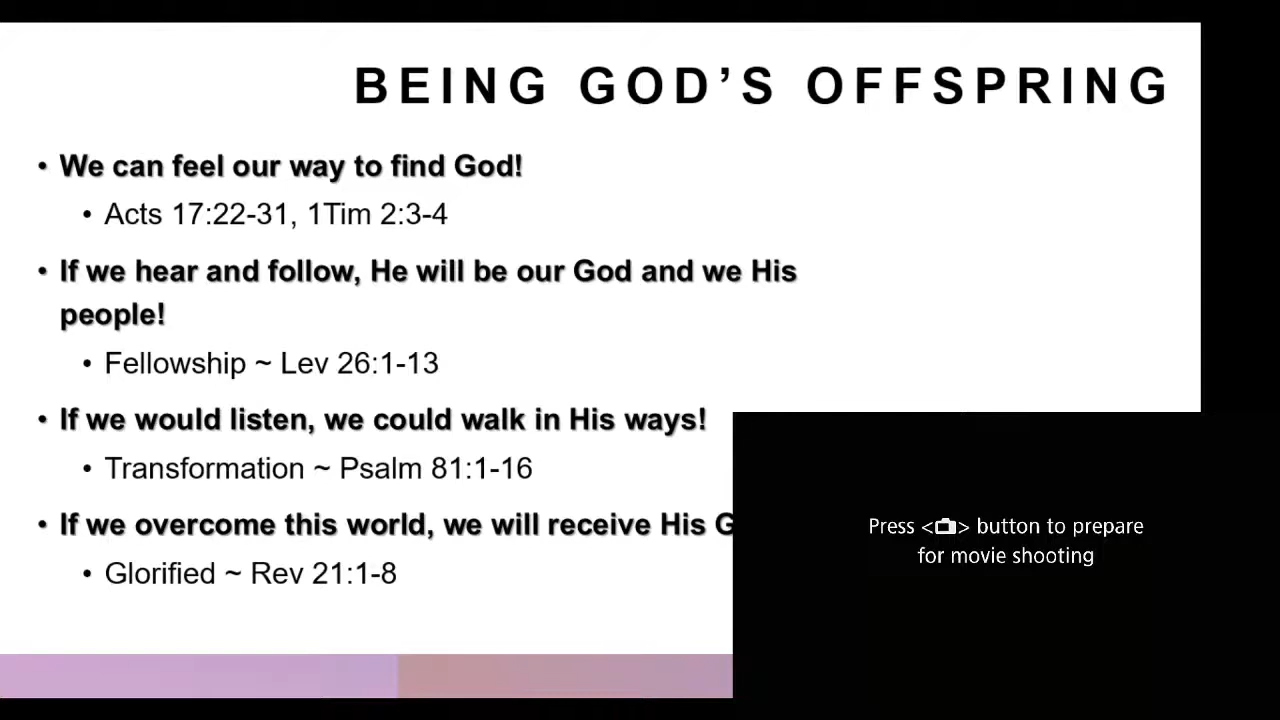 BEING GOD’S OFFSPRING
• We can feel our way to find God!
• Acts 17:22-31, 1Tim 2:3-4
• If we hear and follow, He will be our God and we His
people!
• Fellowship ~ Lev 26:1-13
• If we would listen, we could walk in His ways!
• Transformation ~ Psalm 81:1-16
• If we overcome this world, we will receive His
• Glorified ~ Rev 21:1-8
Press < > button to prepare
for movie shooting